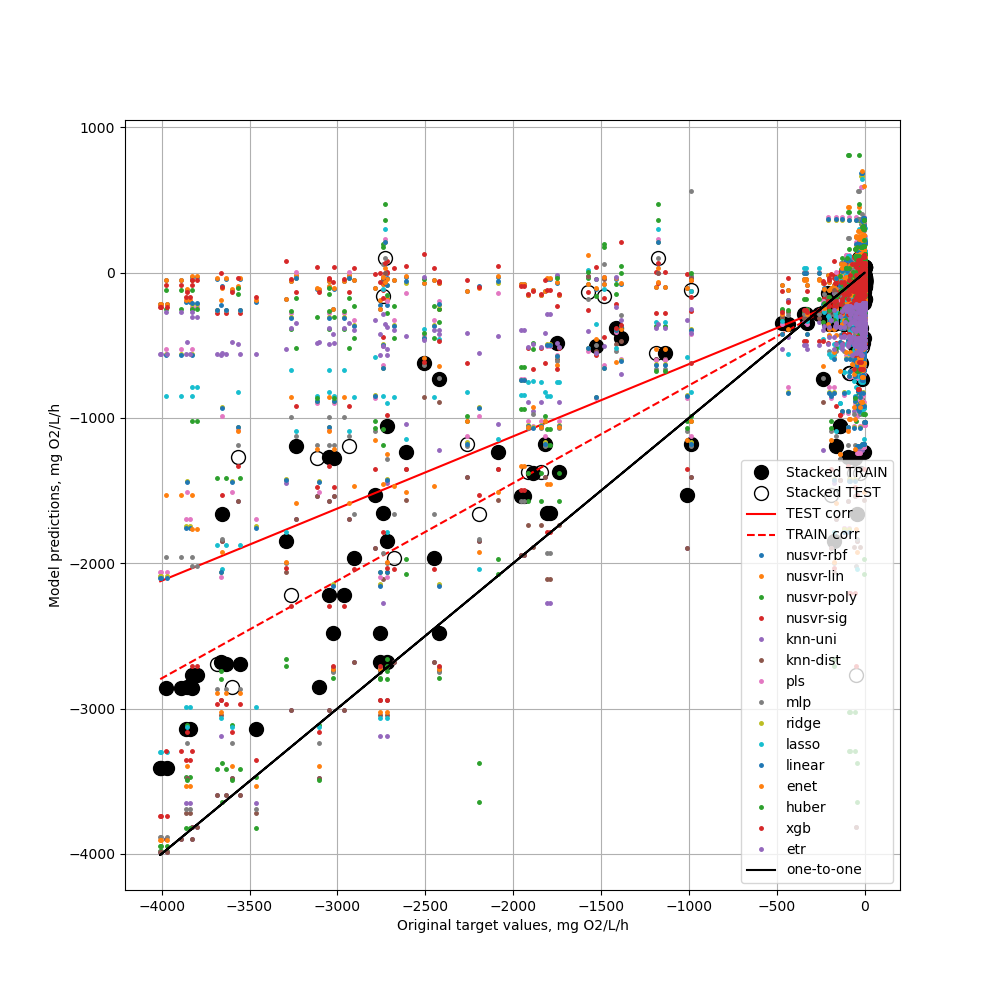 1000
0
−1000
−2000
−3000
−4000
Model predictions, mg O2/L/h
−4000
−3500
−3000
−2500
−2000
−1500
−1000
−500
0
Original target values, mg O2/L/h
Stacked TRAIN
Stacked TEST
TEST corr
TRAIN corr
nusvr-rbf
nusvr-lin
nusvr-poly
nusvr-sig
knn-uni
knn-dist
pls
mlp
ridge
lasso
linear
enet
huber
xgb
etr
one-to-one